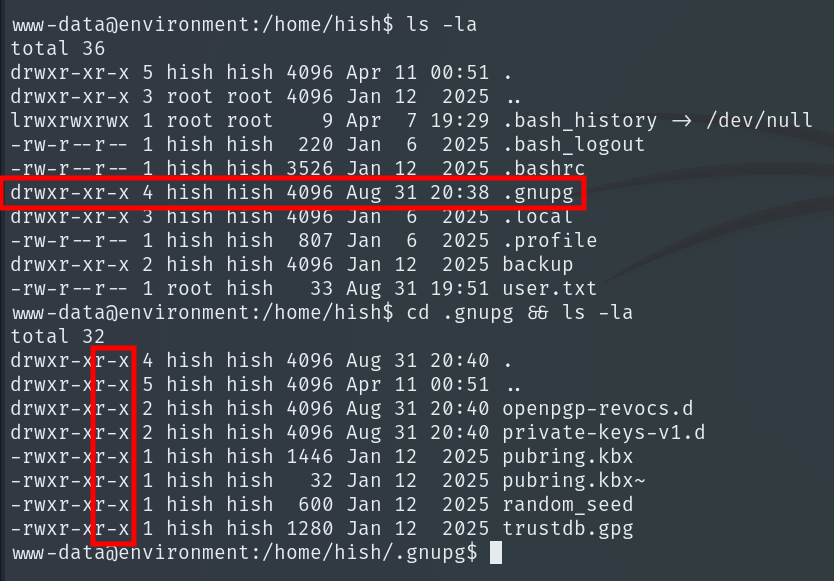 www-data@environment:/home/hish$ ls -la
total 36
drwxr-xr-x 5 hish hish 4096 Apr 11 00:51 .
drwxr-xr-x 3 root root 4096 Jan 12  2025 ..
lrwxrwxrwx 1 root root    9 Apr  7 19:29 .bash_history -> /dev/null
-rw-r--r-- 1 hish hish  220 Jan  6  2025 .bash_logout
-rw-r--r-- 1 hish hish 3526 Jan 12  2025 .bashrc
drwxr-xr-x 4 hish hish 4096 Aug 31 20:38 .gnupg
drwxr-xr-x 3 hish hish 4096 Jan  6  2025 .local
-rw-r--r-- 1 hish hish  807 Jan  6  2025 .profile
drwxr-xr-x 2 hish hish 4096 Jan 12  2025 backup
-rw-r--r-- 1 root hish   33 Aug 31 19:51 user.txt
www-data@environment:/home/hish$ cd .gnupg && ls -la
total 32
drwxr-xr-x 4 hish hish 4096 Aug 31 20:40 .
drwxr-xr-x 5 hish hish 4096 Apr 11 00:51 ..
drwxr-xr-x 2 hish hish 4096 Aug 31 20:40 openpgp-revocs.d
drwxr-xr-x 2 hish hish 4096 Aug 31 20:40 private-keys-v1.d
-rwxr-xr-x 1 hish hish 1446 Jan 12  2025 pubring.kbx
-rwxr-xr-x 1 hish hish   32 Jan 12  2025 pubring.kbx~
-rwxr-xr-x 1 hish hish  600 Jan 12  2025 random_seed
-rwxr-xr-x 1 hish hish 1280 Jan 12  2025 trustdb.gpg
www-data@environment:/home/hish/.gnupg$